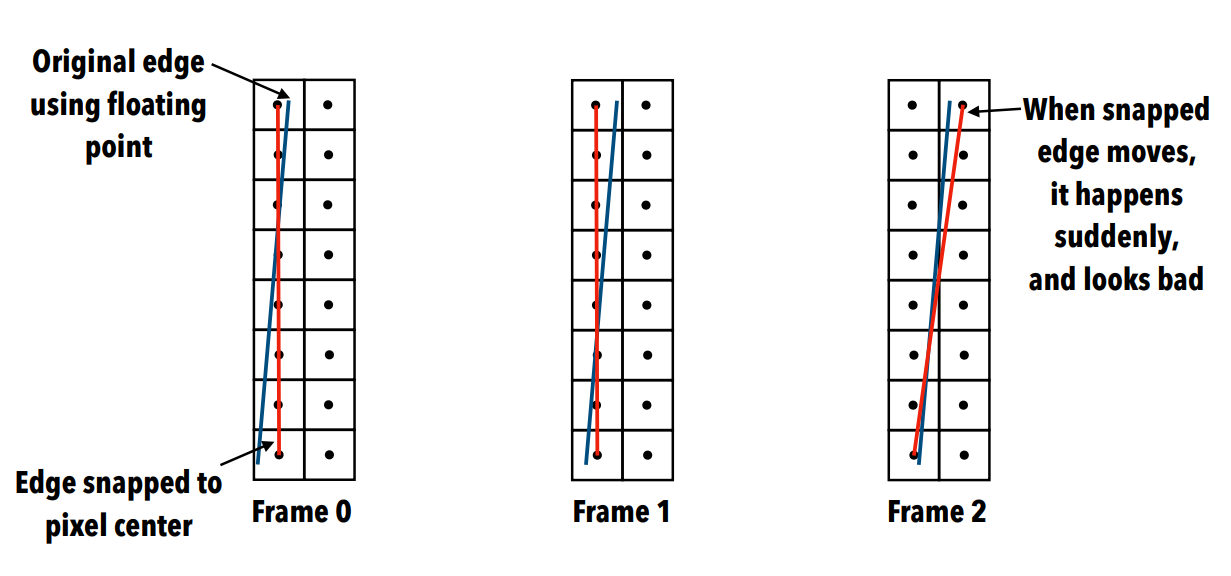 Original edge
using floating
point
When snapped
edge moves,
it happens
suddenly,
and looks bad
Edge snapped to
pixel center
Frame 0
Frame 1
Frame 2